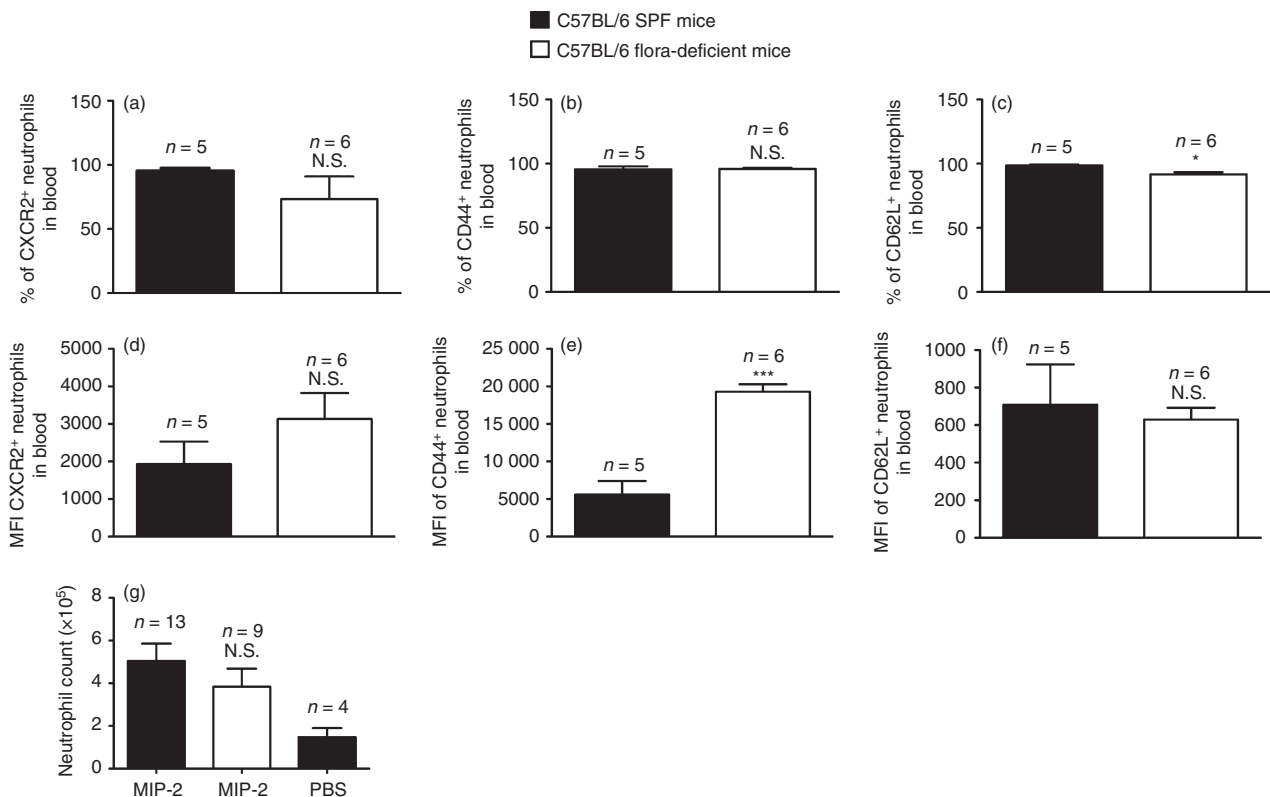 C57BL/6 SPF mice
C57BL/6 flora-deficient mice
(a)
% of CXCR2⁺ neutrophils
in blood
150
100
50
0
n = 5
n = 6
N.S.
(b)
% of CD44⁺ neutrophils
in blood
150
100
50
0
n = 5
n = 6
N.S.
(c)
% of CD62L⁺ neutrophils
in blood
150
100
50
0
n = 5
n = 6
*
(d)
MFI CXCR2⁺ neutrophils
in blood
5000
4000
3000
2000
1000
0
n = 5
n = 6
N.S.
(e)
MFI of CD44⁺ neutrophils
in blood
25 000
20 000
15 000
10 000
5000
0
n = 5
n = 6
***
(f)
MFI of CD62L⁺ neutrophils
in blood
1000
800
600
400
200
0
n = 5
n = 6
N.S.
(g)
Neutrophil count (×10⁵)
8
6
4
2
0
n = 13
n = 9
N.S.
n = 4
MIP-2
MIP-2
PBS